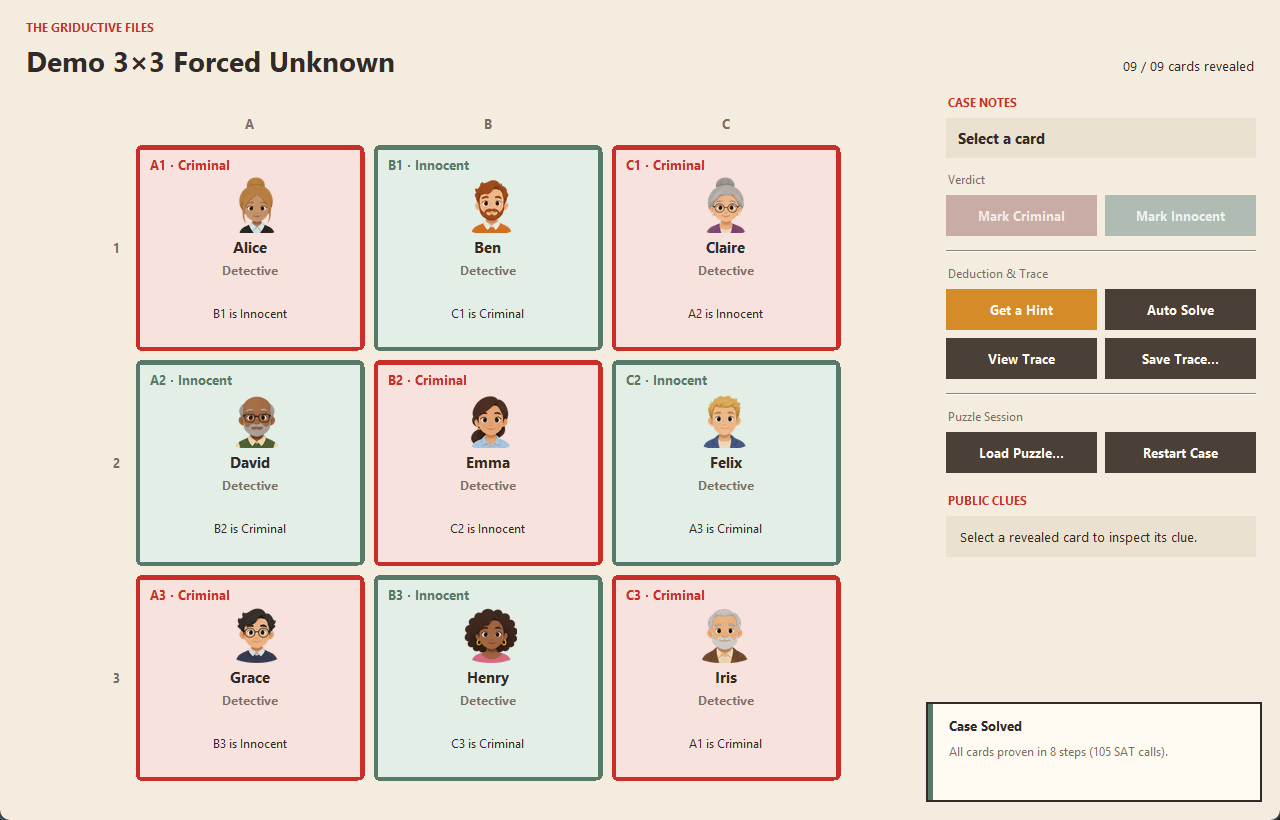 THE GRIDUCTIVE FILES
Demo 3×3 Forced Unknown
09 / 09 cards revealed
A
B
C
1
A1 · Criminal
Alice
Detective
B1 is Innocent
B1 · Innocent
Ben
Detective
C1 is Criminal
C1 · Criminal
Claire
Detective
A2 is Innocent
2
A2 · Innocent
David
Detective
B2 is Criminal
B2 · Criminal
Emma
Detective
C2 is Innocent
C2 · Innocent
Felix
Detective
A3 is Criminal
3
A3 · Criminal
Grace
Detective
B3 is Innocent
B3 · Innocent
Henry
Detective
C3 is Criminal
C3 · Criminal
Iris
Detective
A1 is Criminal
CASE NOTES
Select a card
Verdict
Mark Criminal
Mark Innocent
Deduction & Trace
Get a Hint
Auto Solve
View Trace
Save Trace...
Puzzle Session
Load Puzzle...
Restart Case
PUBLIC CLUES
Select a revealed card to inspect its clue.
Case Solved
All cards proven in 8 steps (105 SAT calls).